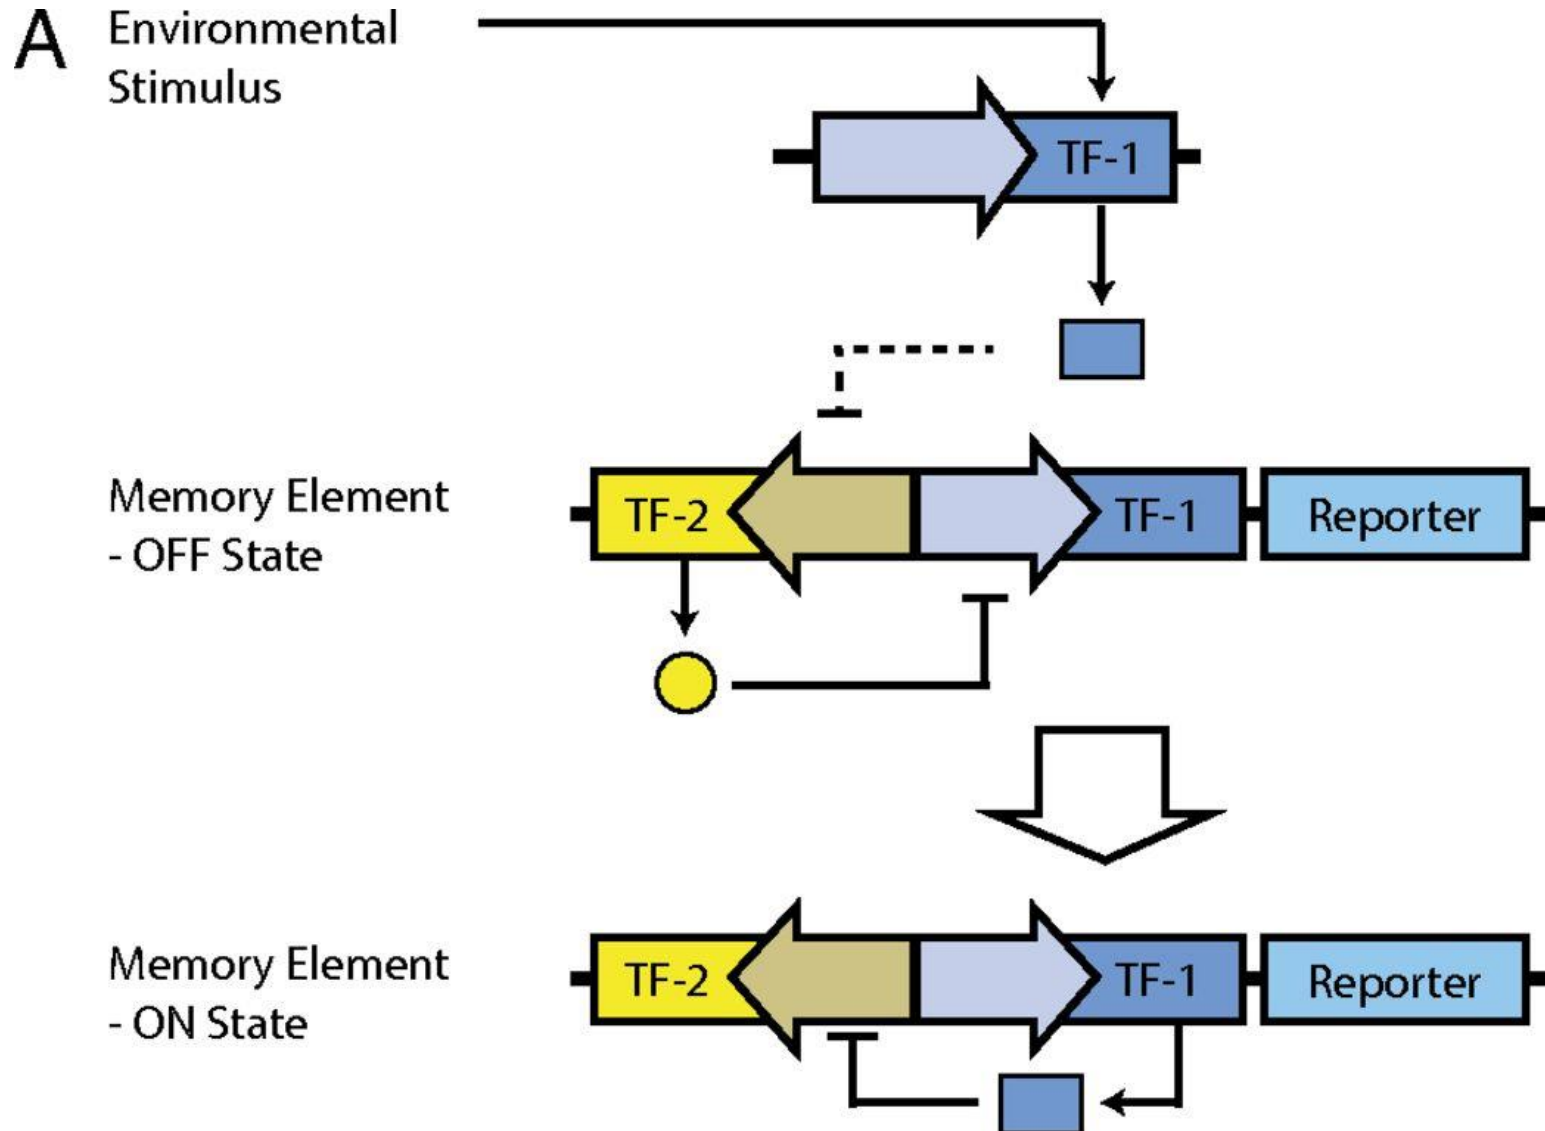 A
Environmental
Stimulus
TF-1
Memory Element
- OFF State
TF-2
TF-1
Reporter
Memory Element
- ON State
TF-2
TF-1
Reporter